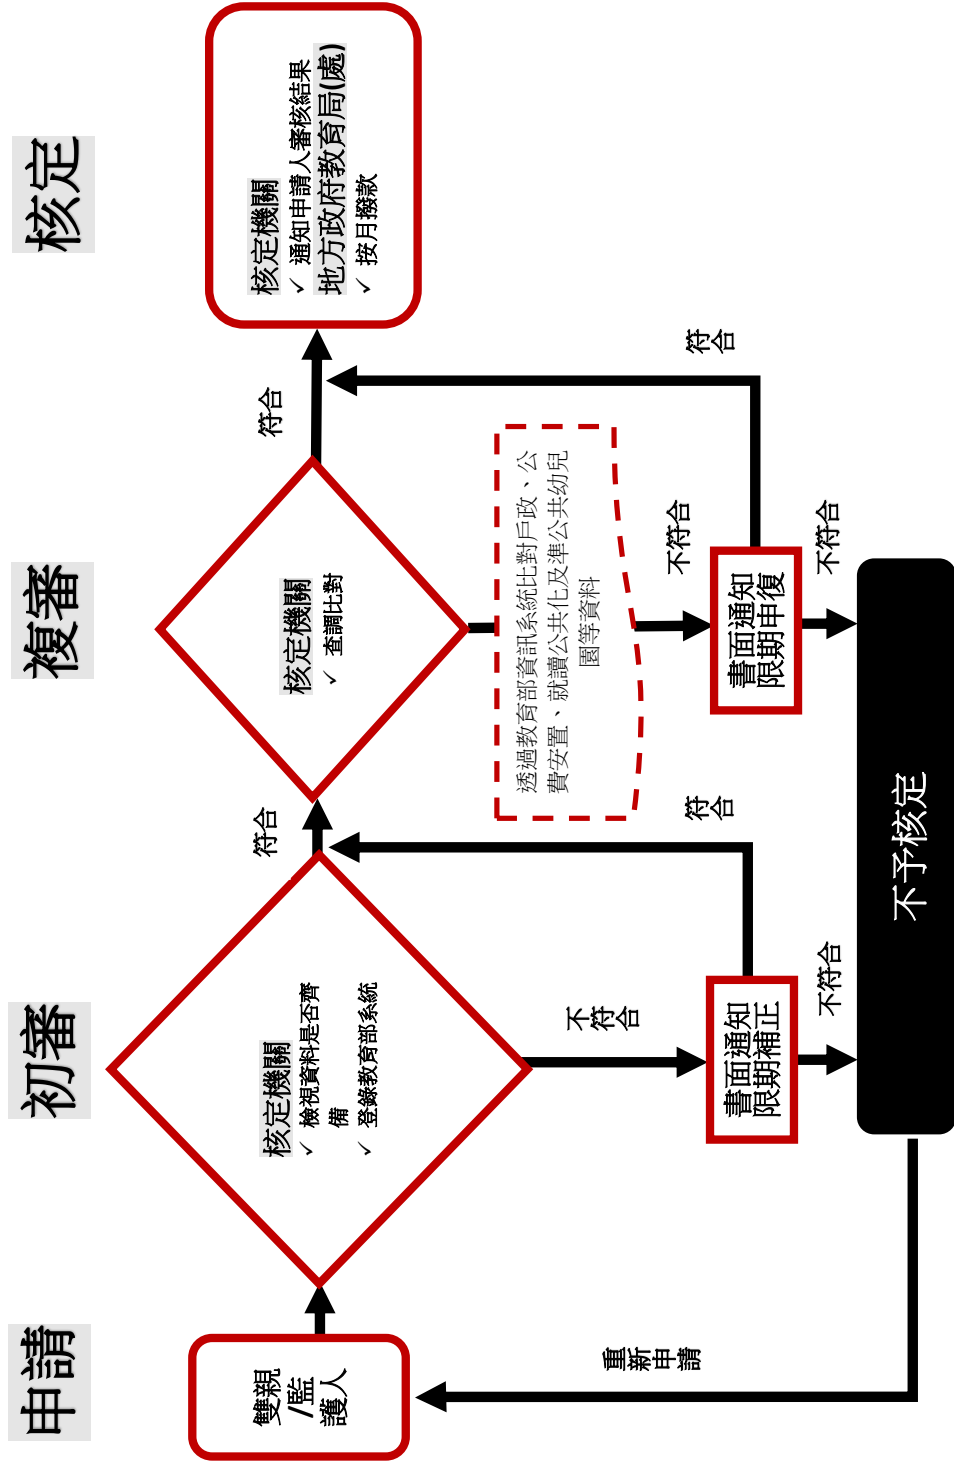 申請
初審
複審
核定
雙親
/監
護人
核定機關
✓ 檢視資料是否齊
備
✓ 登錄教育部系統
符合
核定機關
✓ 查調比對
符合
核定機關
✓ 通知申請人審核結果
地方政府教育局(處)
✓ 按月撥款
透過教育部資訊系統比對戶政、公
費安置、就讀公共化及準公共幼兒
園等資料
不
符
合
符
合
不符合
符
合
書面通知
限期補正
書面通知
限期申復
不符合
不符合
重新申請
不予核定